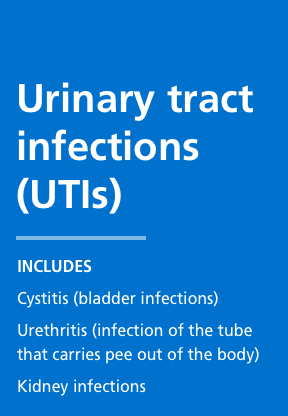 Urinary tract
infections
(UTIs)
INCLUDES
Cystitis (bladder infections)
Urethritis (infection of the tube
that carries pee out of the body)
Kidney infections